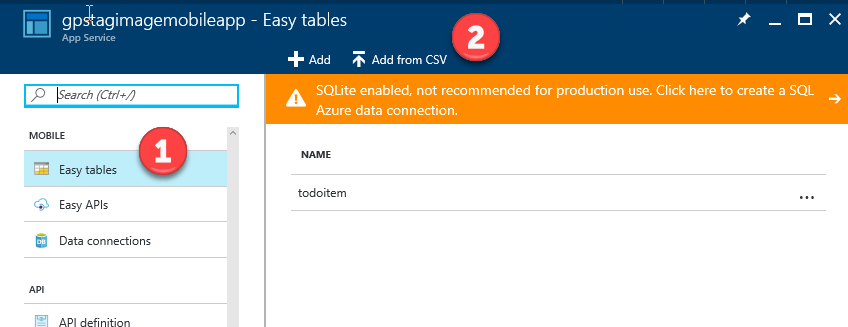 gpstagimagemobileapp - Easy tables
App Service
Add Add from CSV
2
Search (Ctrl+/)
MOBILE
1
Easy tables
Easy APIs
Data connections
API
API definition
SQLite enabled, not recommended for production use. Click here to create a SQL
Azure data connection.
NAME
todoitem
...